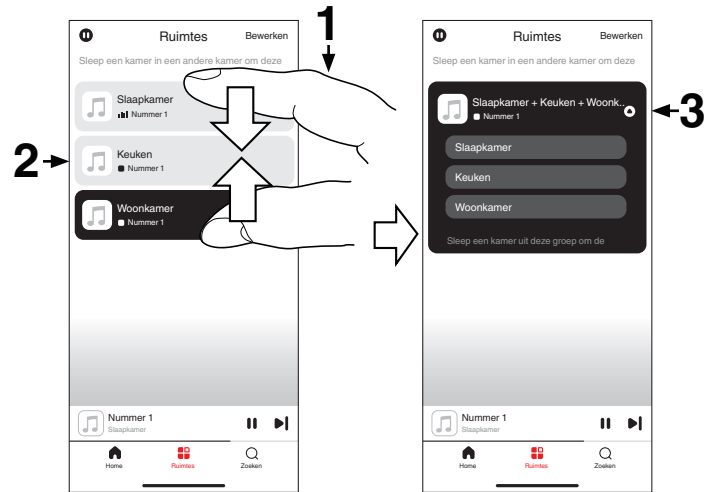 1
Ruimtes Bewerken
Sleep een kamer in een andere kamer om deze
Slaapkamer
Nummer 1
2
Keuken
Nummer 1
Woonkamer
Nummer 1
Nummer 1
Slaapkamer
Home Ruimtes Zoeken
Ruimtes Bewerken
Sleep een kamer in een andere kamer om deze
Slaapkamer + Keuken + Woonk..
Nummer 1
3
Slaapkamer
Keuken
Woonkamer
Sleep een kamer uit deze groep om de
Nummer 1
Slaapkamer
Home Ruimtes Zoeken